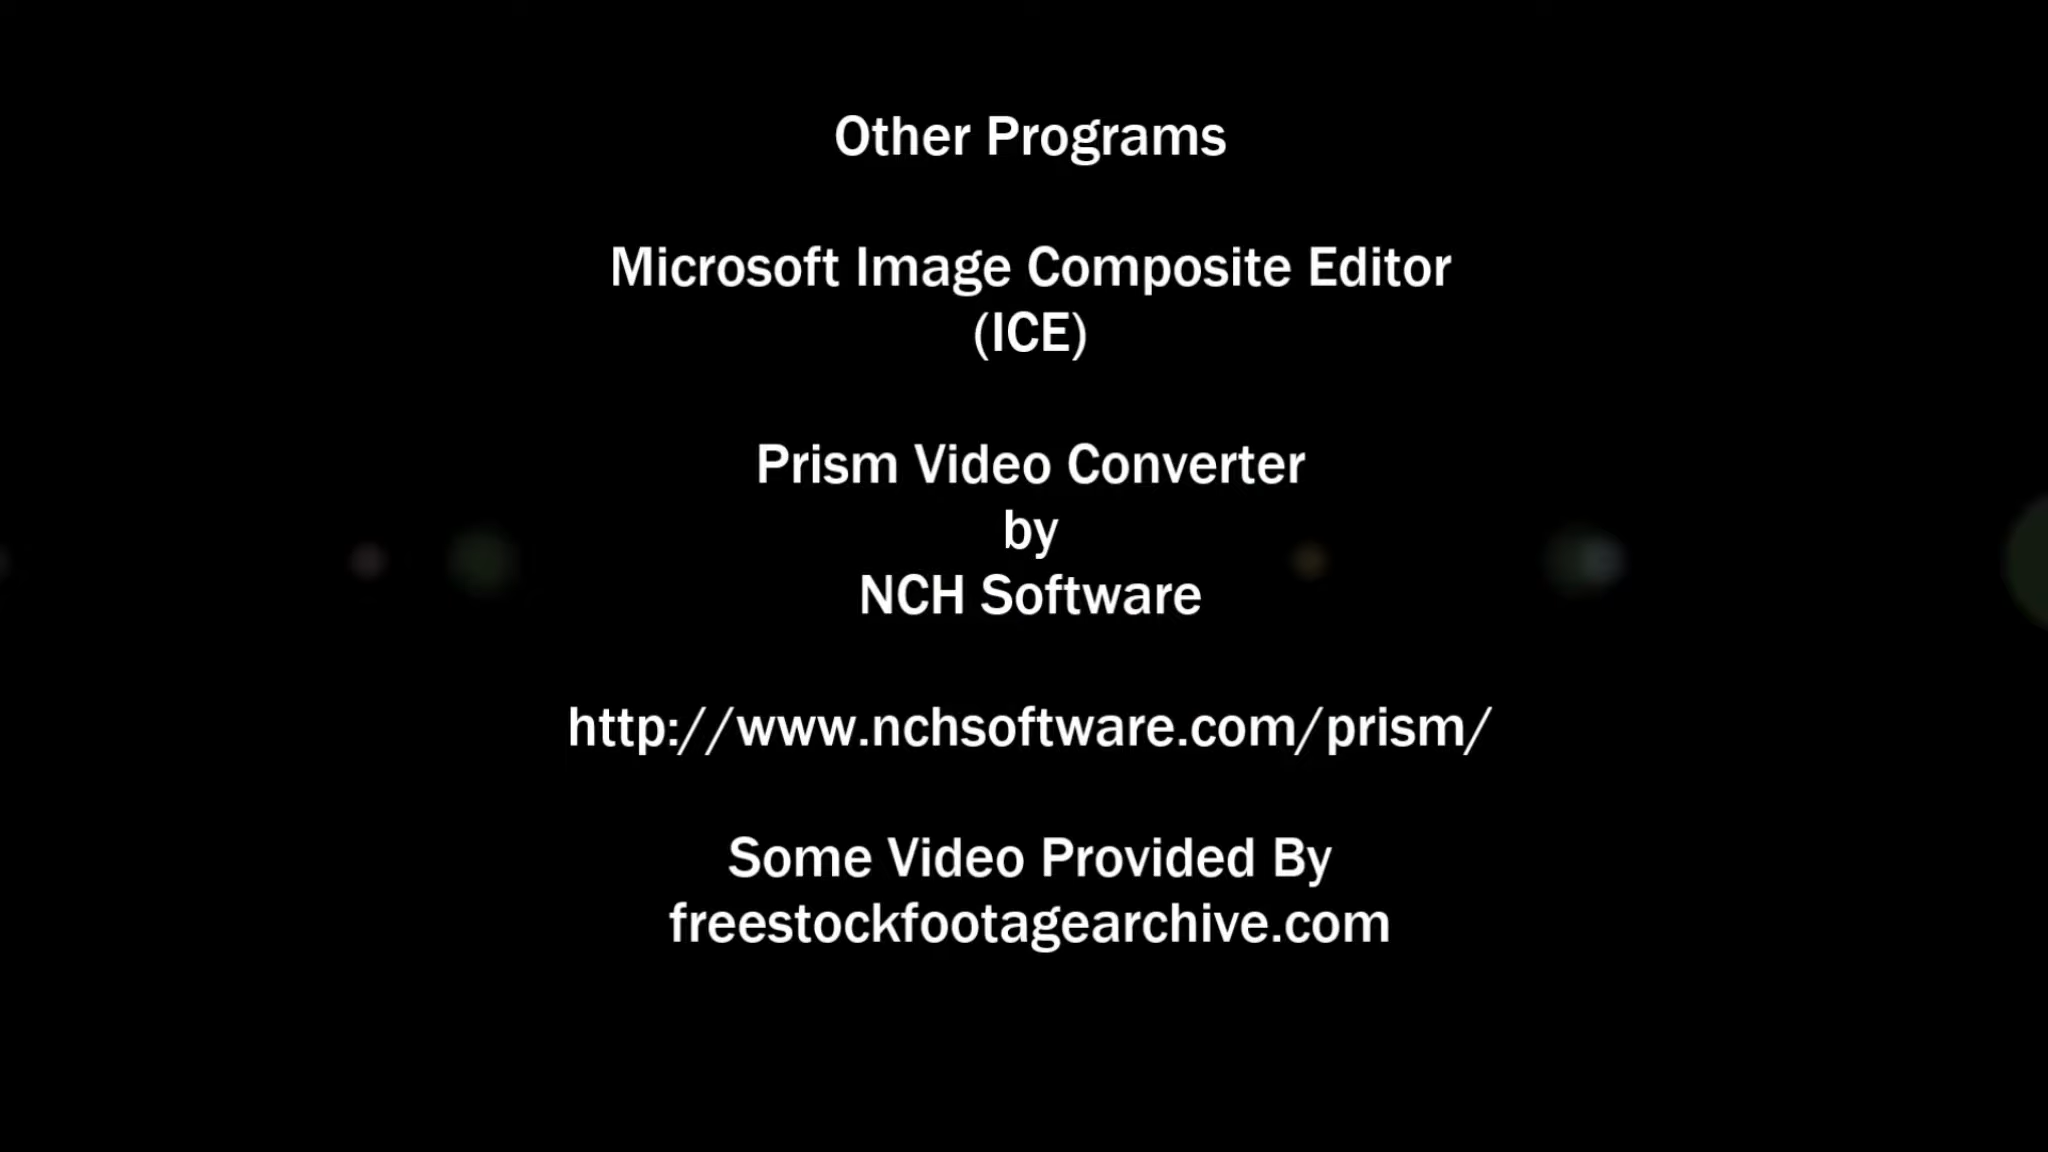 Other Programs
Microsoft Image Composite Editor
(ICE)
Prism Video Converter
by
NCH Software
http://www.nchsoftware.com/prism/
Some Video Provided By
freestockfootagearchive.com